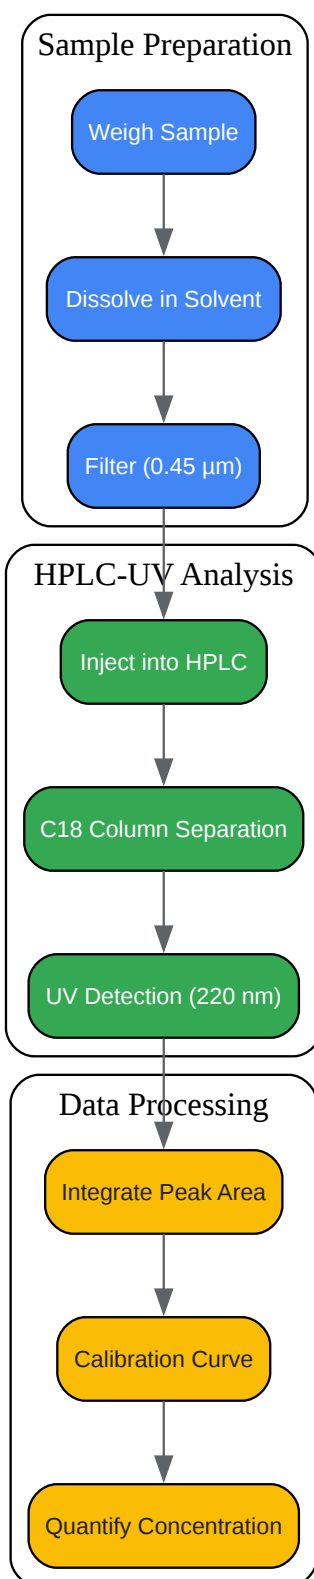 Sample Preparation
Weigh Sample
Dissolve in Solvent
Filter (0.45 µm)
HPLC-UV Analysis
Inject into HPLC
C18 Column Separation
UV Detection (220 nm)
Data Processing
Integrate Peak Area
Calibration Curve
Quantify Concentration